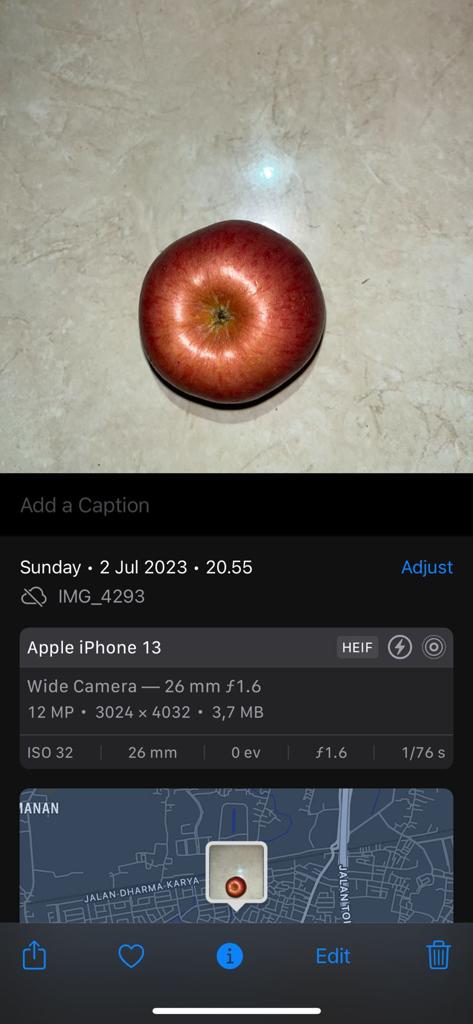 Add a Caption
Sunday • 2 Jul 2023 • 20.55
Adjust
IMG_4293
Apple iPhone 13
HEIF
Wide Camera — 26 mm ƒ1.6
12 MP • 3024 × 4032 • 3,7 MB
ISO 32
26 mm
0 ev
ƒ1.6
1/76 s
MANAN
JALAN DHARMA-KARYA
JALAN TOL
Edit